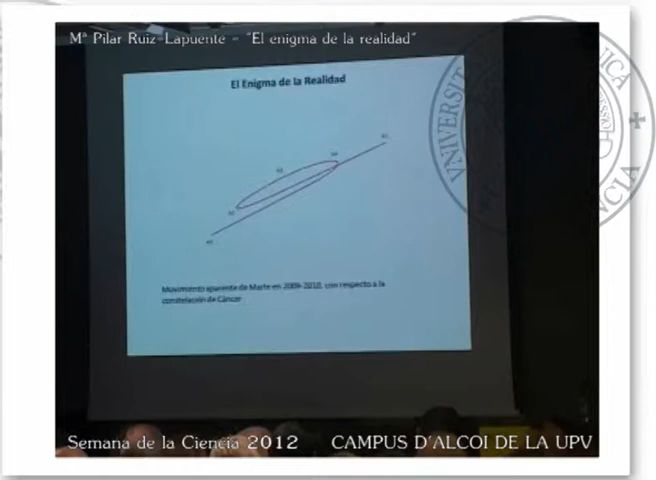 Mª Pilar Ruiz-Lapuente - "El enigma de la realidad"
El Enigma de la Realidad
Movimiento aparente de Marte en 2009-2010, con respecto a la
constelación de Cáncer
Semana de la Ciencia 2012 CAMPUS D'ALCOI DE LA UPV